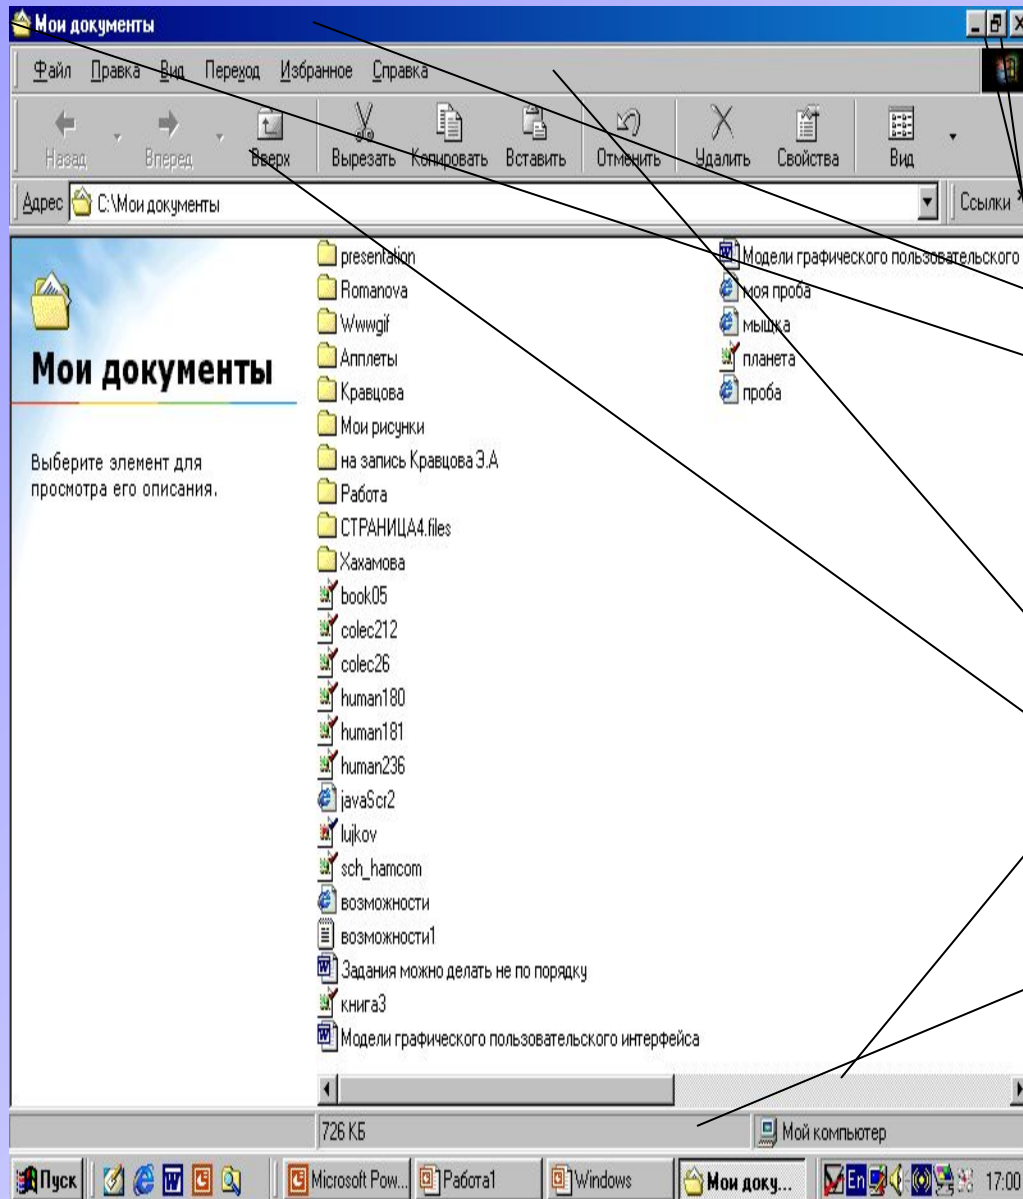 Мои документы
Файл Правка Вид Переход Избранное Справка
Назад Вперед Вверх Вырезать Копировать Вставить Отменить Удалить Свойства Вид
Адрес C:\Мои документы Ссылки
Мои документы
Выберите элемент для
просмотра его описания.
presentation
Romanova
Wwwgif
Апплеты
Кравцова
Мои рисунки
на запись Кравцова З.А
Работа
СТРАНИЦА4.files
Хахамова
book05
colec212
colec26
human180
human181
human236
javaScr2
lujkov
sch_hamcom
возможности
возможности1
Задания можно делать не по порядку
книга3
Модели графического пользовательского интерфейса
Модели графического пользовательского
моя проба
мышка
планета
проба
726 КБ Мой компьютер
Пуск Microsoft Pow... Работа1 Windows Мои доку... En 17:00